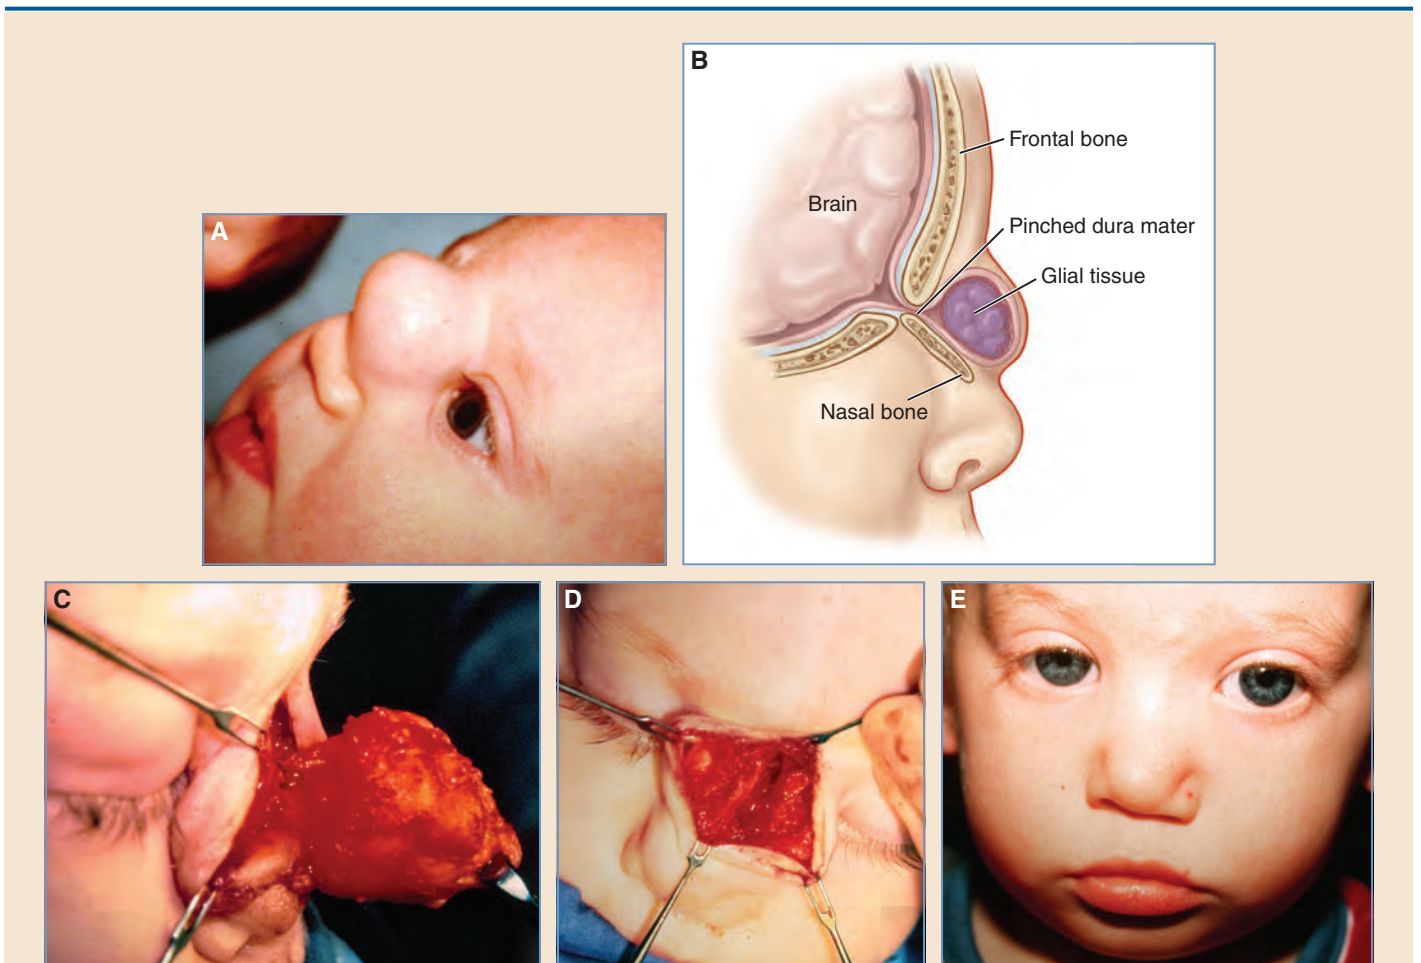 A
B
Frontal bone
Brain
Pinched dura mater
Glial tissue
Nasal bone
C
D
E